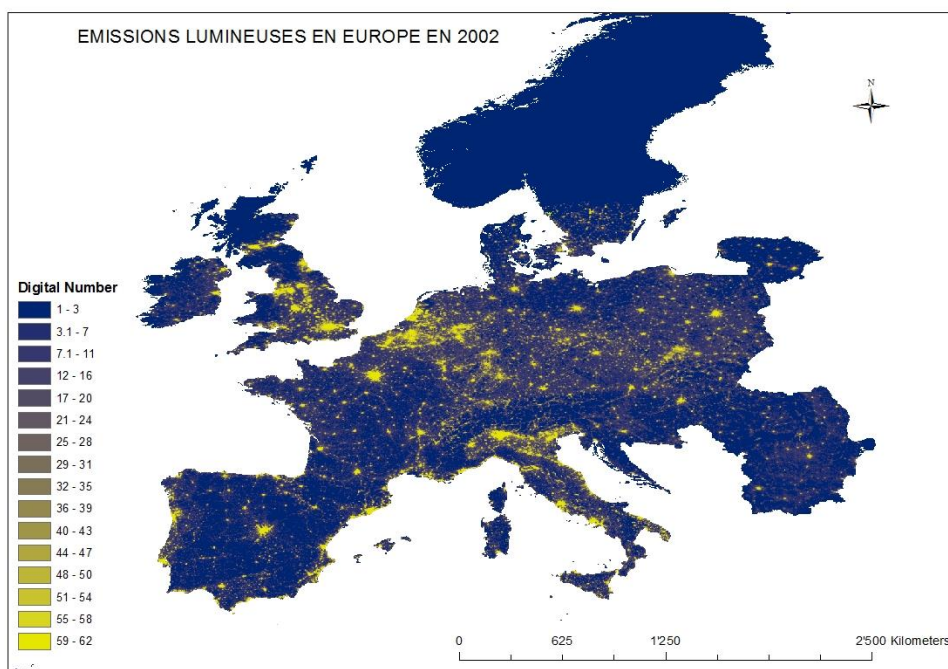 EMISSIONS LUMINEUSES EN EUROPE EN 2002
N
Digital Number
1 - 3
3.1 - 7
7.1 - 11
12 - 16
17 - 20
21 - 24
25 - 28
29 - 31
32 - 35
36 - 39
40 - 43
44 - 47
48 - 50
51 - 54
55 - 58
59 - 62
0 625 1'250 2'500 Kilometers